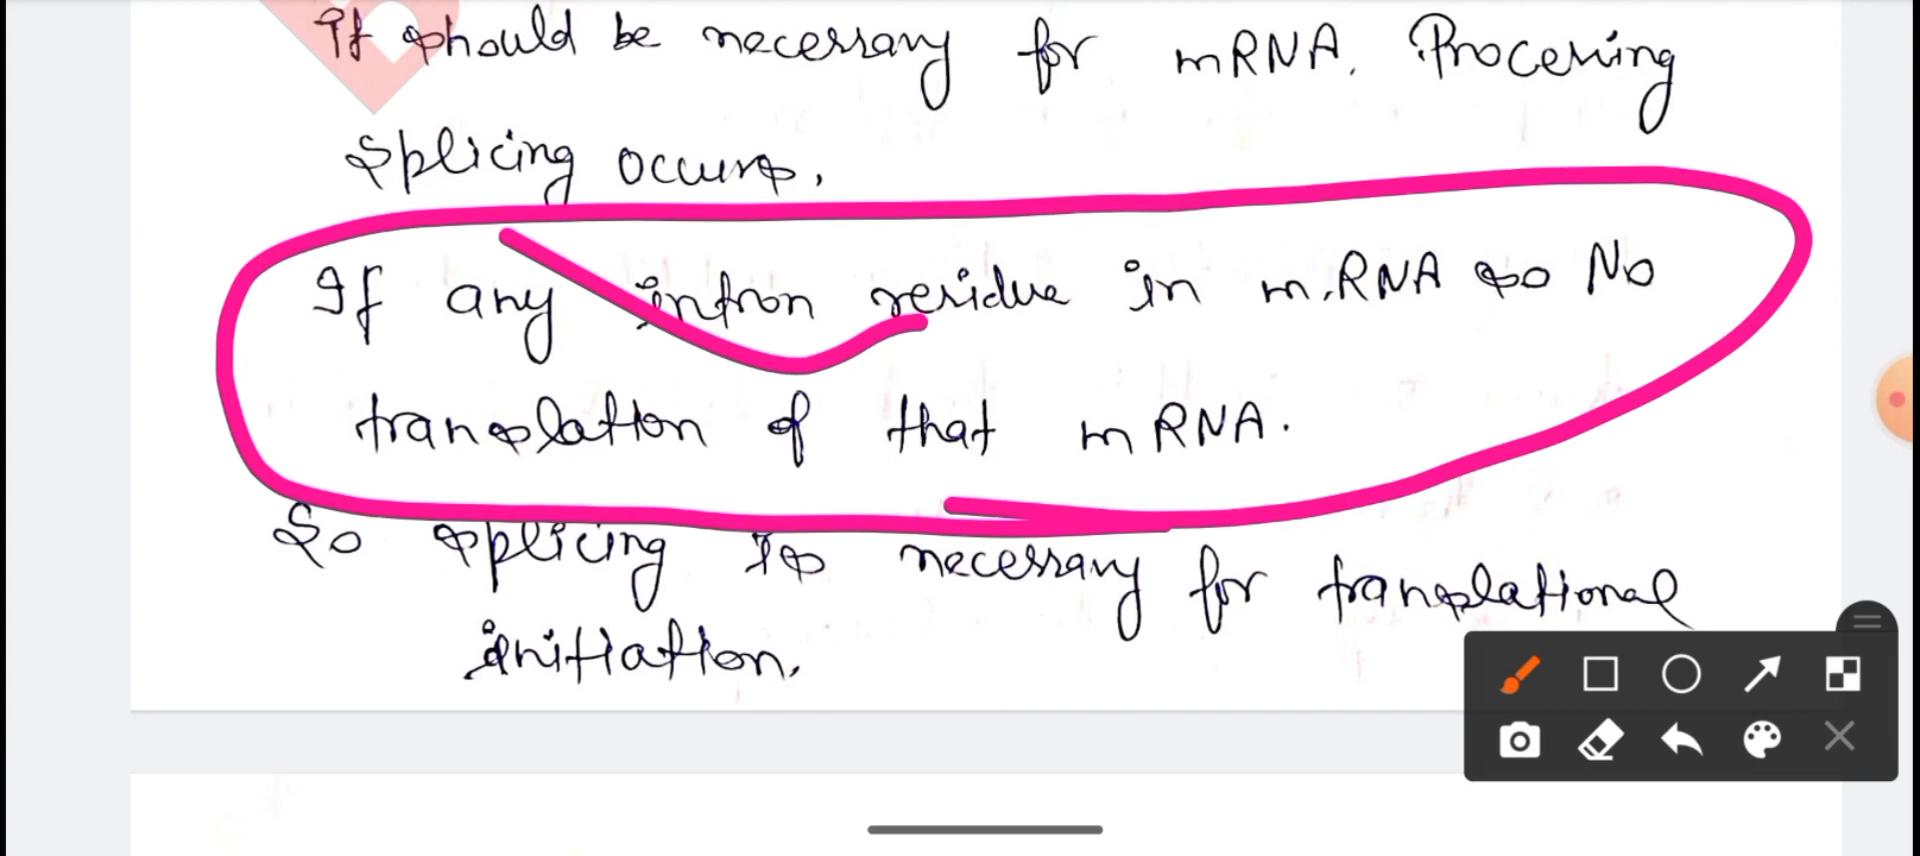 It should be necessary for mRNA. Processing
splicing occurs.
If any intron residue in mRNA so No
translation of that mRNA.
So splicing is necessary for translational
initiation.